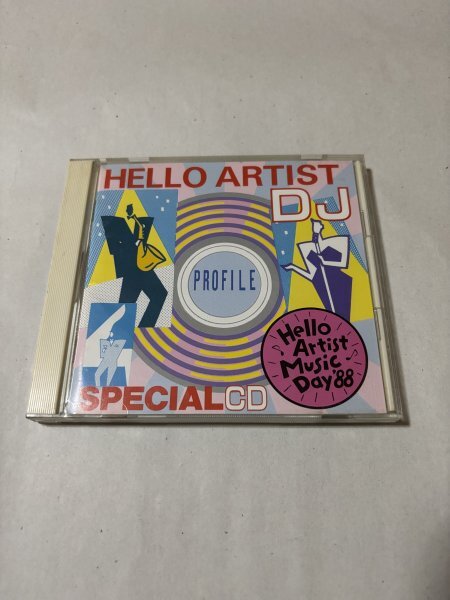 HELLO ARTIST
DJ
PROFILE
Hello
Artist
Music
Day '88
SPECIAL CD